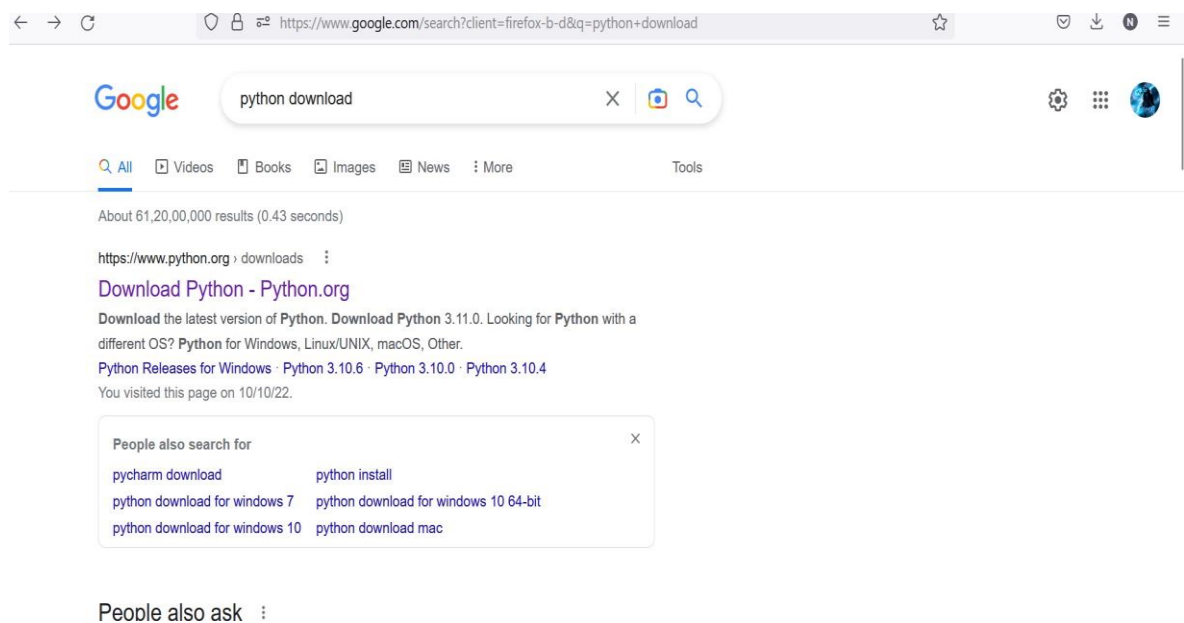 https://www.google.com/search?client=firefox-b-d&q=python+download
N
Google
python download
All Videos Books Images News More Tools
About 61,20,00,000 results (0.43 seconds)
https://www.python.org › downloads
Download Python - Python.org
Download the latest version of Python. Download Python 3.11.0. Looking for Python with a
different OS? Python for Windows, Linux/UNIX, macOS, Other.
Python Releases for Windows · Python 3.10.6 · Python 3.10.0 · Python 3.10.4
You visited this page on 10/10/22.
People also search for
pycharm download python install
python download for windows 7 python download for windows 10 64-bit
python download for windows 10 python download mac
People also ask